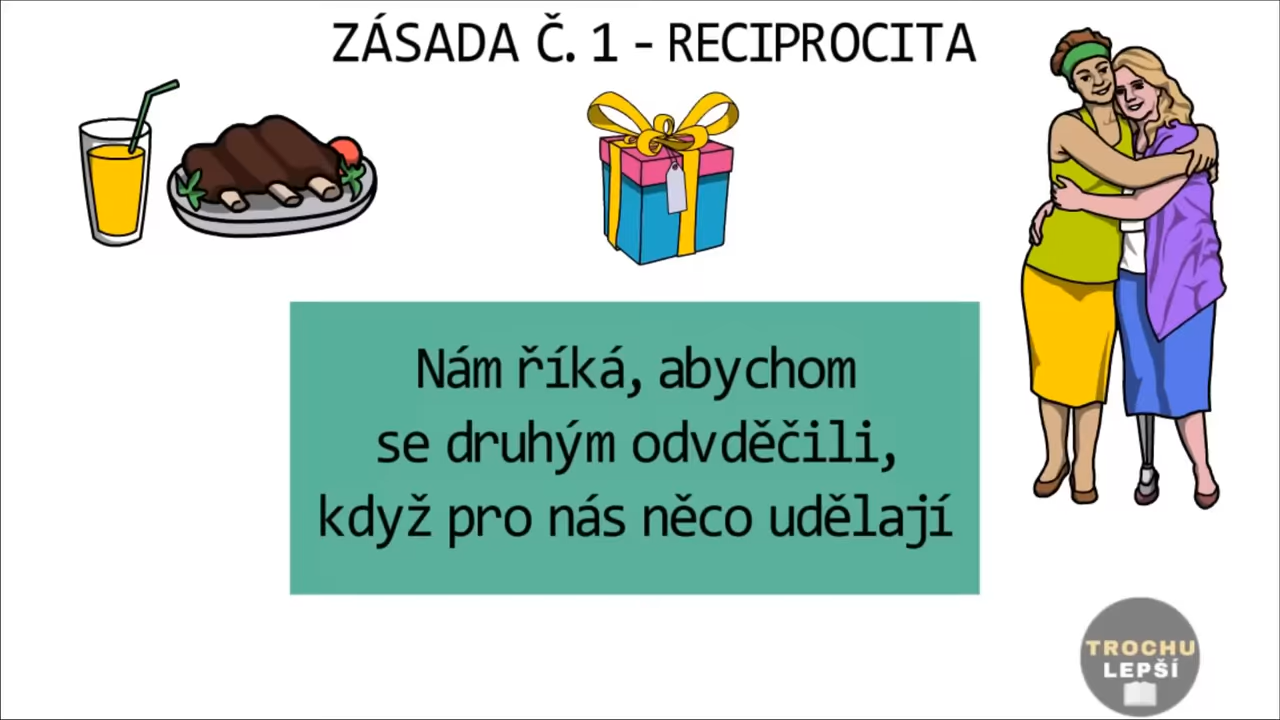 ZÁSADA Č. 1 - RECIPROCITA
Nám říká, abychom
se druhým odvděčili,
když pro nás něco udělají
TROCHU
LEPŠÍ